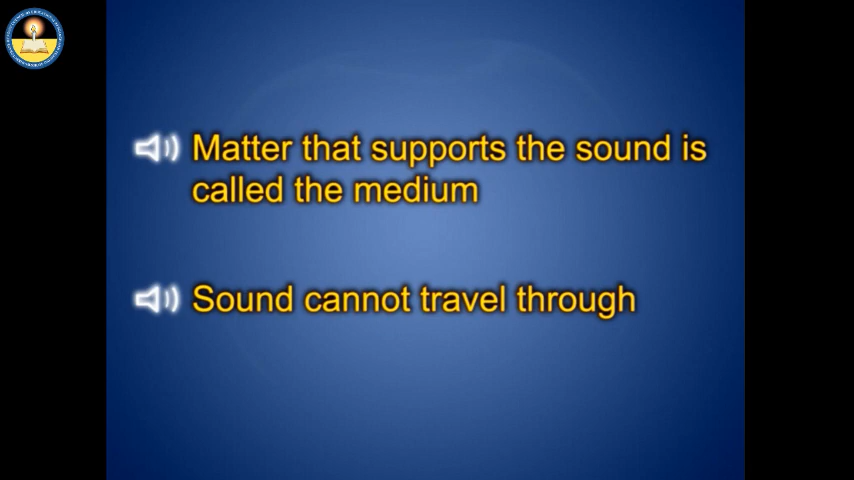 Matter that supports the sound is
called the medium
Sound cannot travel through